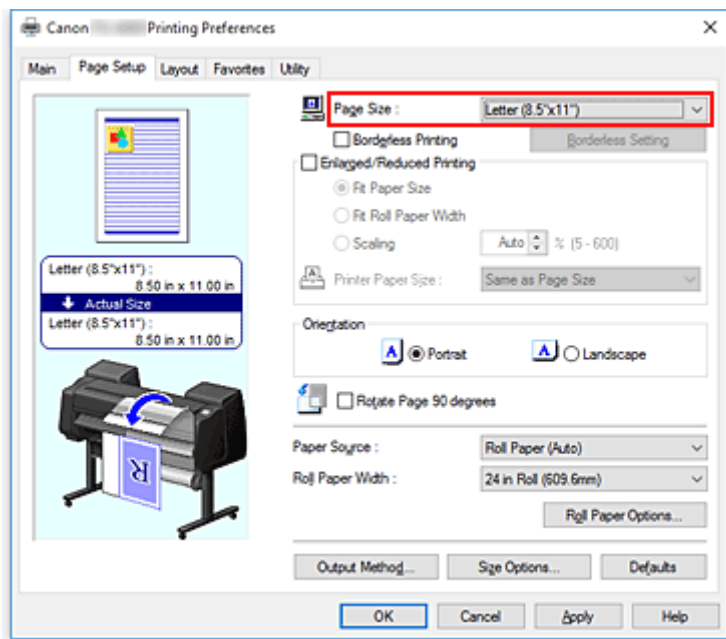 Canon Printing Preferences
Main Page Setup Layout Favorites Utility
Page Size : Letter (8.5"x11")
Borderless Printing Borderless Setting
Enlarged/Reduced Printing
Fit Paper Size
Fit Roll Paper Width
Scaling Auto % (5 - 600)
Printer Paper Size : Same as Page Size
Letter (8.5"x11") :
8.50 in x 11.00 in
Actual Size
Letter (8.5"x11") :
8.50 in x 11.00 in
Orientation
A Portrait A Landscape
Rotate Page 90 degrees
Paper Source : Roll Paper (Auto)
Roll Paper Width : 24 in Roll (609.6mm)
Roll Paper Options...
R
Output Method... Size Options... Defaults
OK Cancel Apply Help